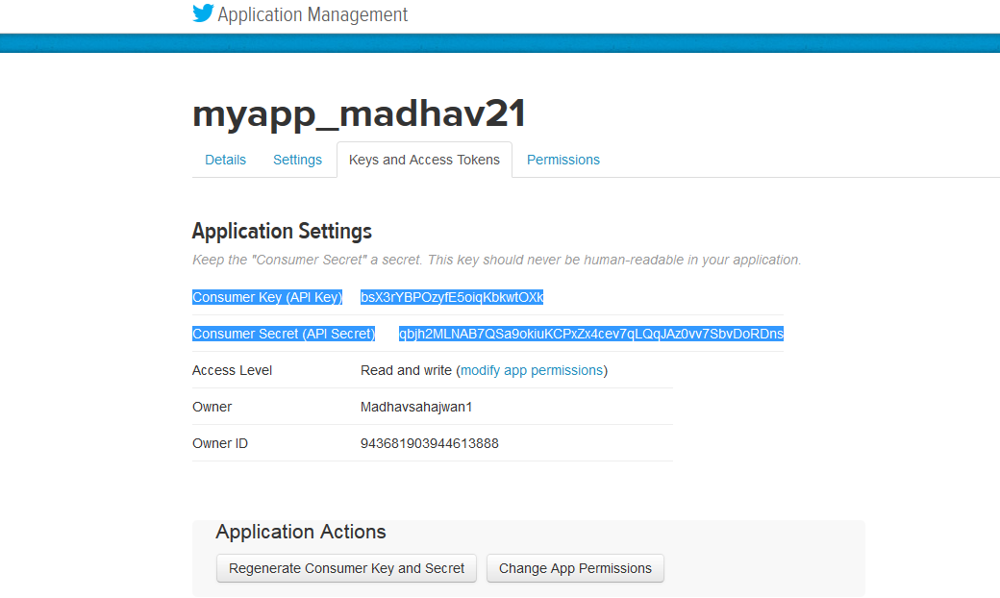 Application Management
myapp_madhav21
Details Settings Keys and Access Tokens Permissions
Application Settings
Keep the "Consumer Secret" a secret. This key should never be human-readable in your application.
Consumer Key (API Key) bsX3rYBPOzyfE5oiqKbkwtOXk
Consumer Secret (API Secret) qbjh2MLNAB7QSa9okiuKCPxZx4cev7qLQqJAz0vv7SbvDoRDns
Access Level Read and write (modify app permissions)
Owner Madhavsahajwan1
Owner ID 943681903944613888
Application Actions
Regenerate Consumer Key and Secret Change App Permissions